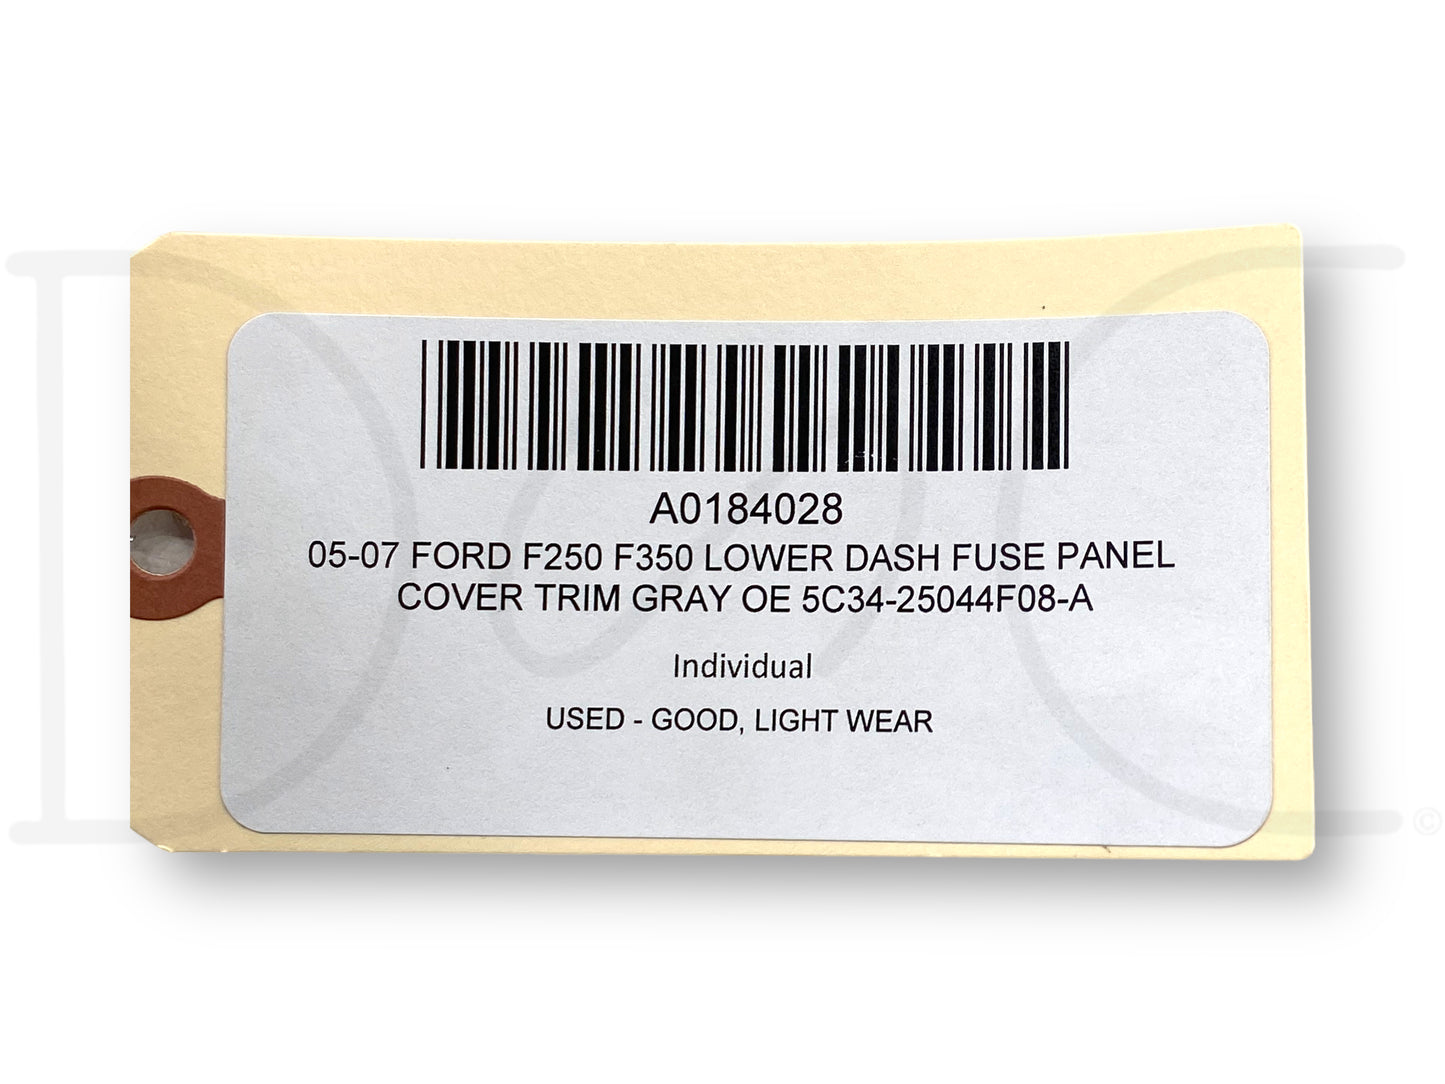 A0184028
05-07 FORD F250 F350 LOWER DASH FUSE PANEL
COVER TRIM GRAY OE 5C34-25044F08-A
Individual
USED - GOOD, LIGHT WEAR
©